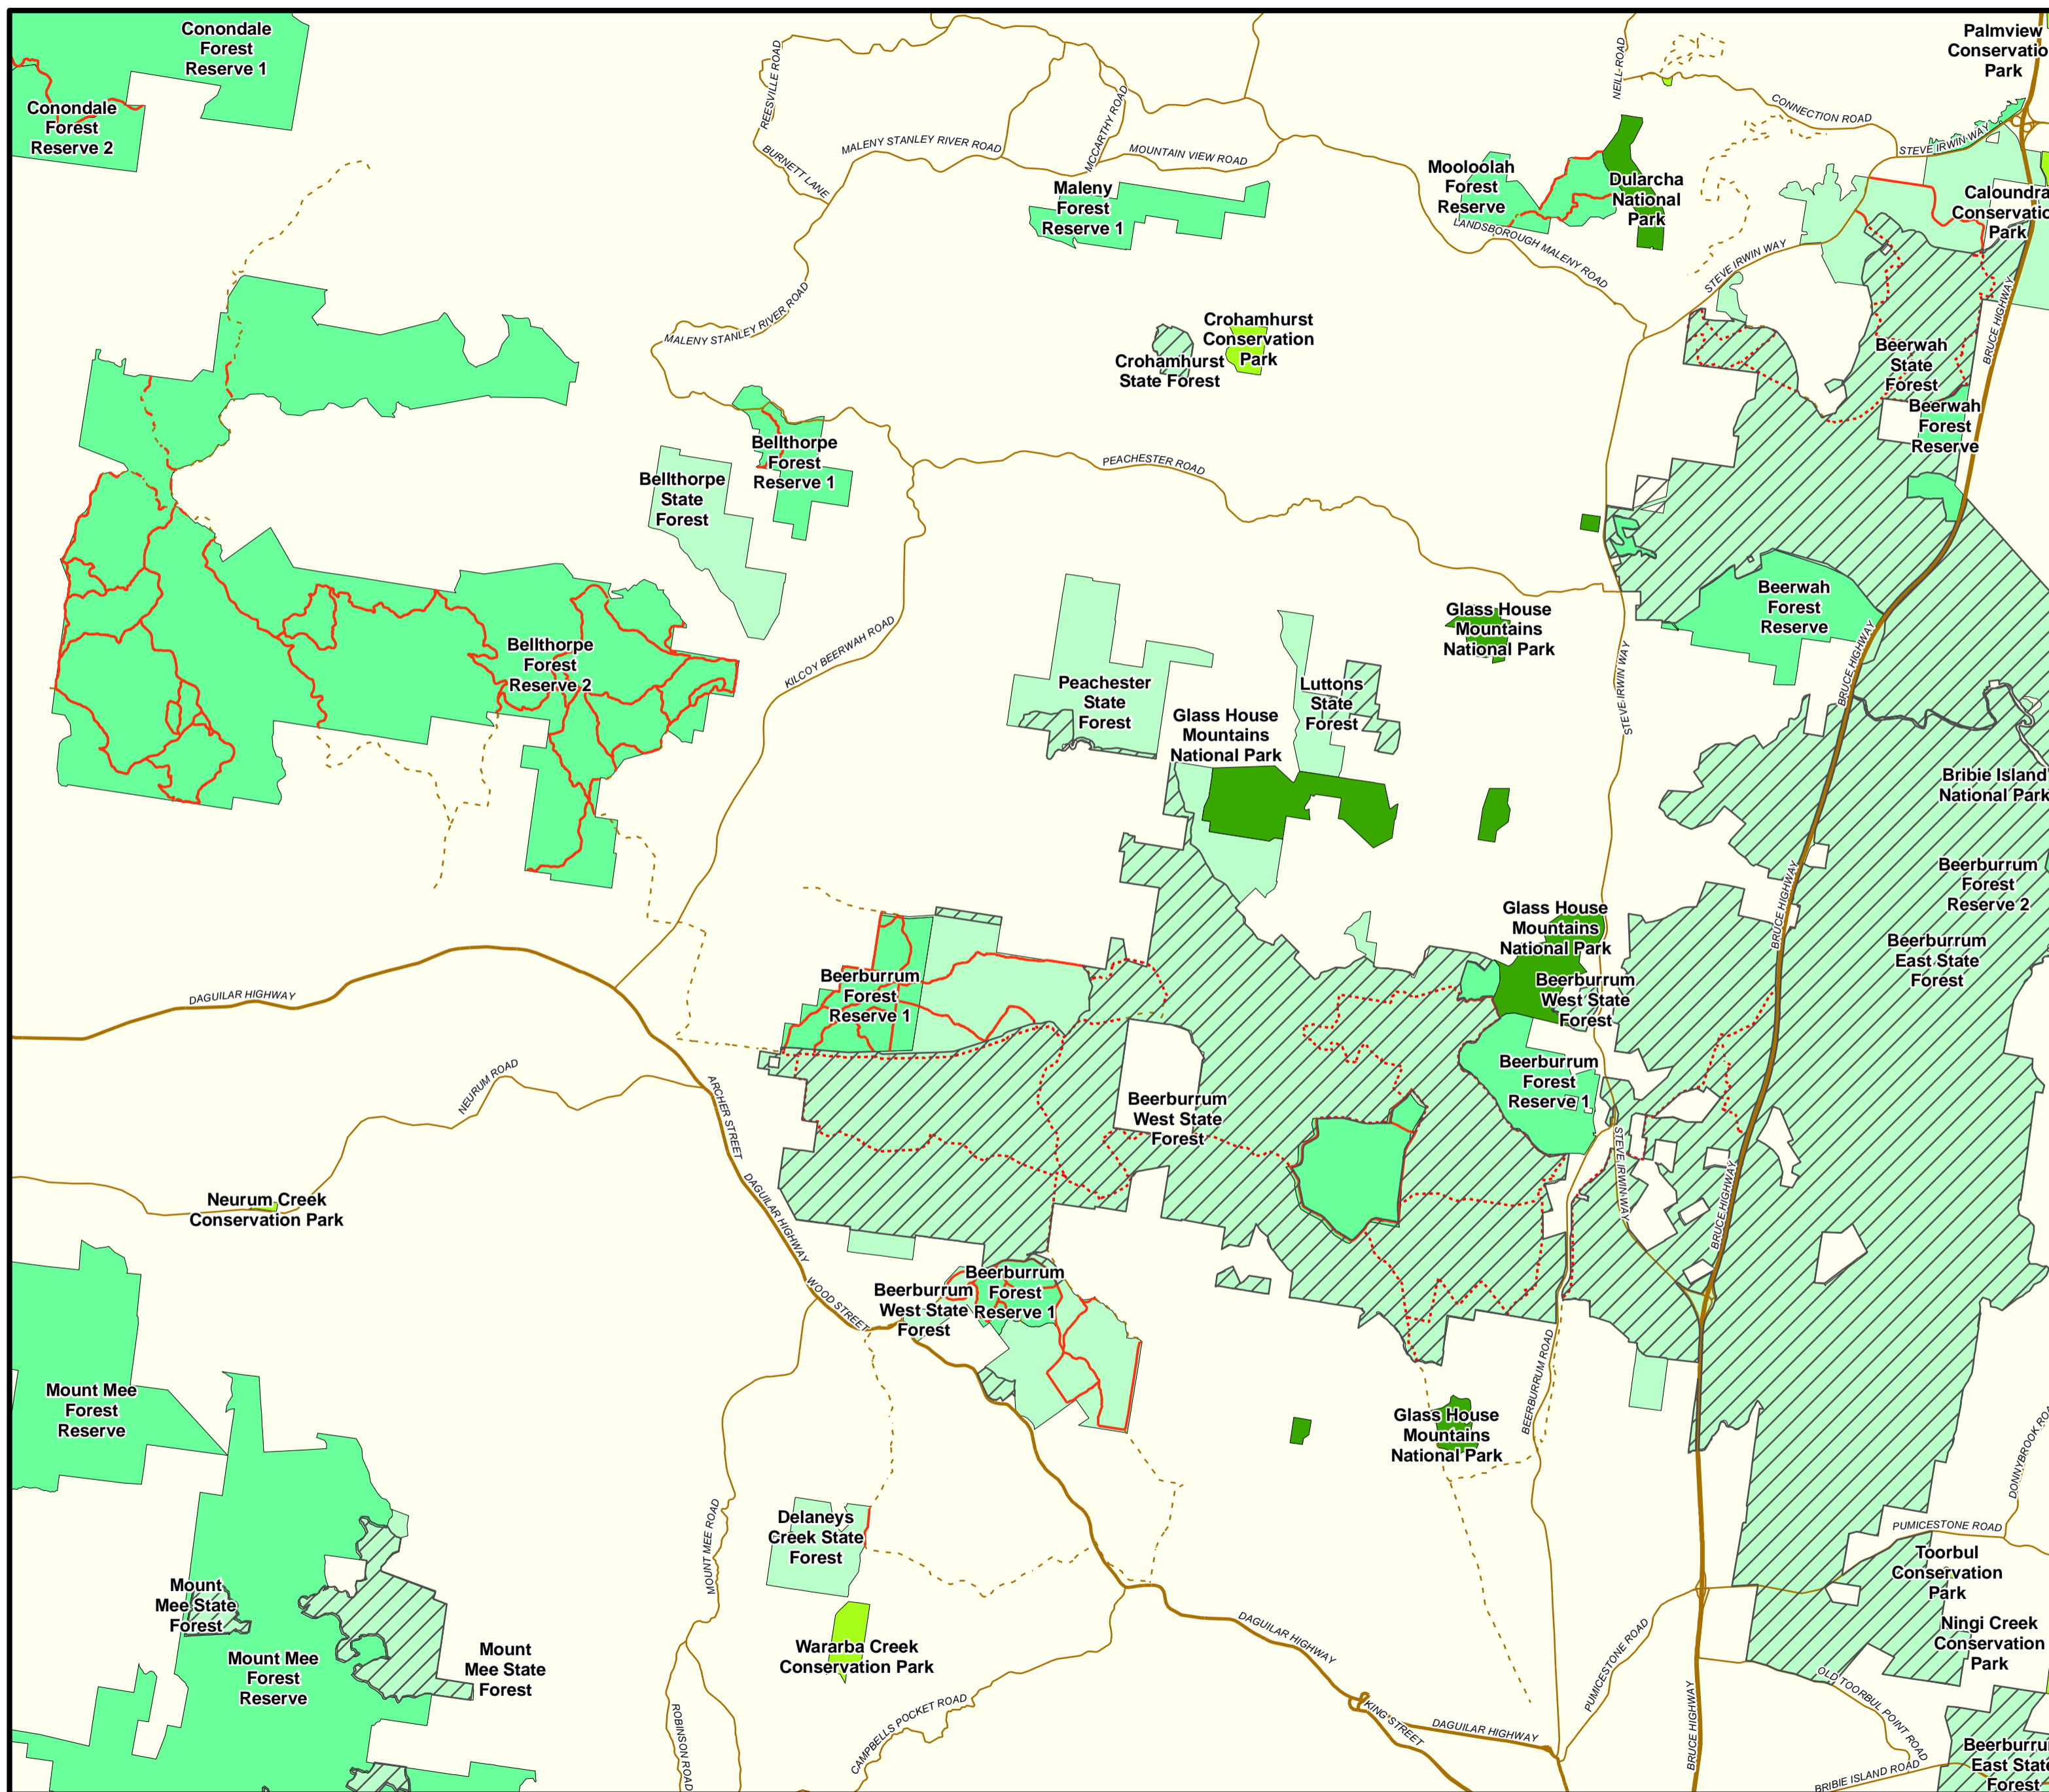 Conondale
Forest
Reserve 1
Conondale
Forest
Reserve 2
REESVILLE ROAD
BURNETT LANE
MALENY STANLEY RIVER ROAD
MCCARTHY ROAD
MOUNTAIN VIEW ROAD
Maleny
Forest
Reserve 1
NEILL-ROAD
CONNECTION ROAD
Palmview
Conservatio
Park
STEVE IRWIN WAY
Mooloolah
Forest
Reserve
Dularcha
National
Park
Caloundra
Conservatio
Park
LANDSBOROUGH MALENY ROAD
STEVE IRWIN WAY
BRUCE HIGHWAY
MALENY STANLEY RIVER ROAD
Crohamhurst
Conservation
Park
Crohamhurst
State Forest
Beerwah
State
Forest
Beerwah
Forest
Reserve
Bellthorpe
Forest
Reserve 1
Bellthorpe
State
Forest
PEACHESTER ROAD
Bellthorpe
Forest
Reserve 2
KILCOY BEERWAH ROAD
Glass House
Mountains
National Park
Beerwah
Forest
Reserve
STEVE IRWIN WAY
BRUCE HIGHWAY
Peachester
State
Forest
Luttons
State
Forest
Glass House
Mountains
National Park
Bribie Island
National Park
Beerburrum
Forest
Reserve 2
BRUCE HIGHWAY
Glass House
Mountains
National Park
Beerburrum
East State
Forest
Beerburrum
West State
Forest
Beerburrum
Forest
Reserve 1
DAGUILAR HIGHWAY
NEURUM ROAD
ARCHER STREET
Beerburrum
Forest
Reserve 1
Beerburrum
West State
Forest
STEVE IRWIN WAY
BRUCE HIGHWAY
DAGUILAR HIGHWAY
Neurum Creek
Conservation Park
WOOD STREET
Beerburrum
West State
Forest
Beerburrum
Forest
Reserve 1
BEERBURRUM ROAD
Mount Mee
Forest
Reserve
Glass House
Mountains
National Park
DONNYBROOK ROA
MOUNT MEE ROAD
Delaneys
Creek State
Forest
PUMICESTONE ROAD
Toorbul
Conservation
Park
Mount
Mee State
Forest
Ningi Creek
Conservation
Park
Mount Mee
Forest
Reserve
Mount
Mee State
Forest
Wararba Creek
Conservation Park
DAGUILAR HIGHWAY
PUMICESTONE ROAD
OLD TOORBUL POINT ROAD
ROBINSON ROAD
CAMPBELLS POCKET ROAD
KING STREET
DAGUILAR HIGHWAY
BRUCE HIGHWAY
Beerburru
East State
Forest
BRIBIE ISLAND ROAD